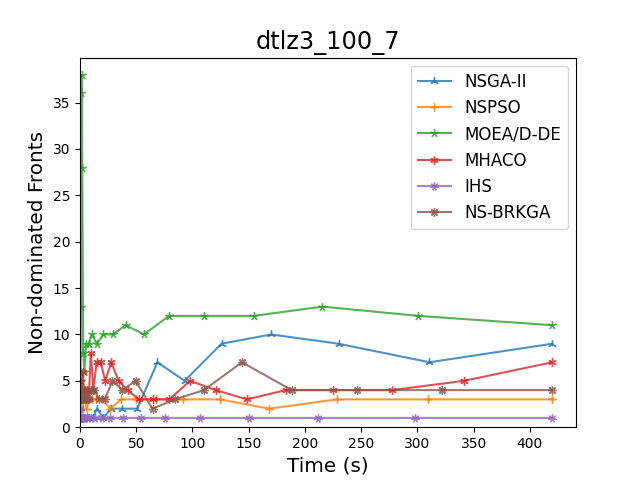 dtlz3_100_7
NSGA-II
NSPSO
MOEA/D-DE
MHACO
IHS
NS-BRKGA
Non-dominated Fronts
35
30
25
20
15
10
5
0
0 50 100 150 200 250 300 350 400
Time (s)